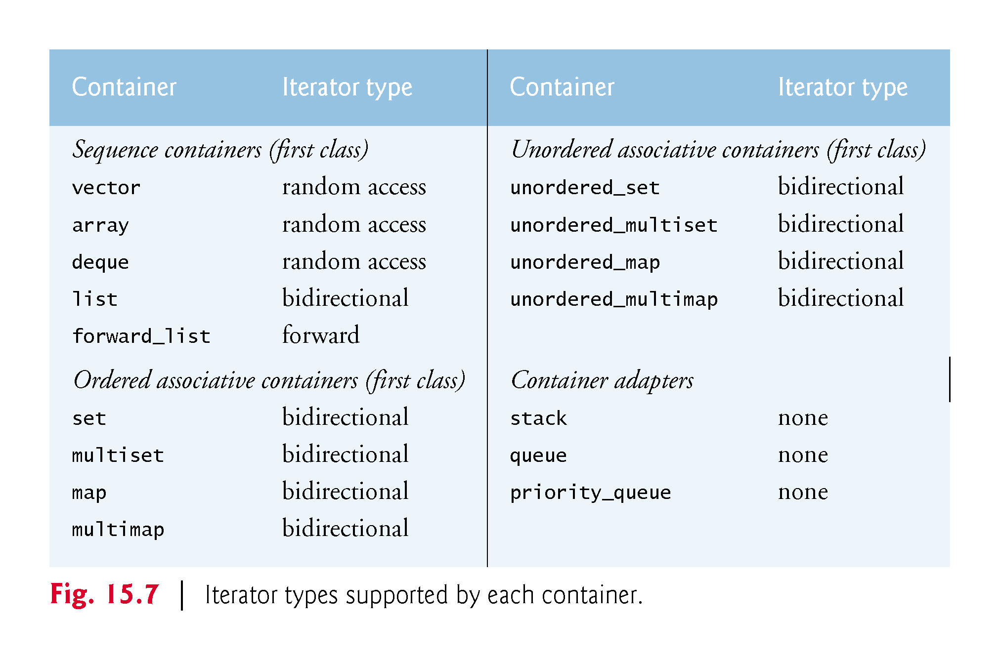 Container Iterator type Container Iterator type
Sequence containers (first class) Unordered associative containers (first class)
vector random access unordered_set bidirectional
array random access unordered_multiset bidirectional
deque random access unordered_map bidirectional
list bidirectional unordered_multimap bidirectional
forward_list forward
Ordered associative containers (first class) Container adapters
set bidirectional stack none
multiset bidirectional queue none
map bidirectional priority_queue none
multimap bidirectional
Fig. 15.7 | Iterator types supported by each container.